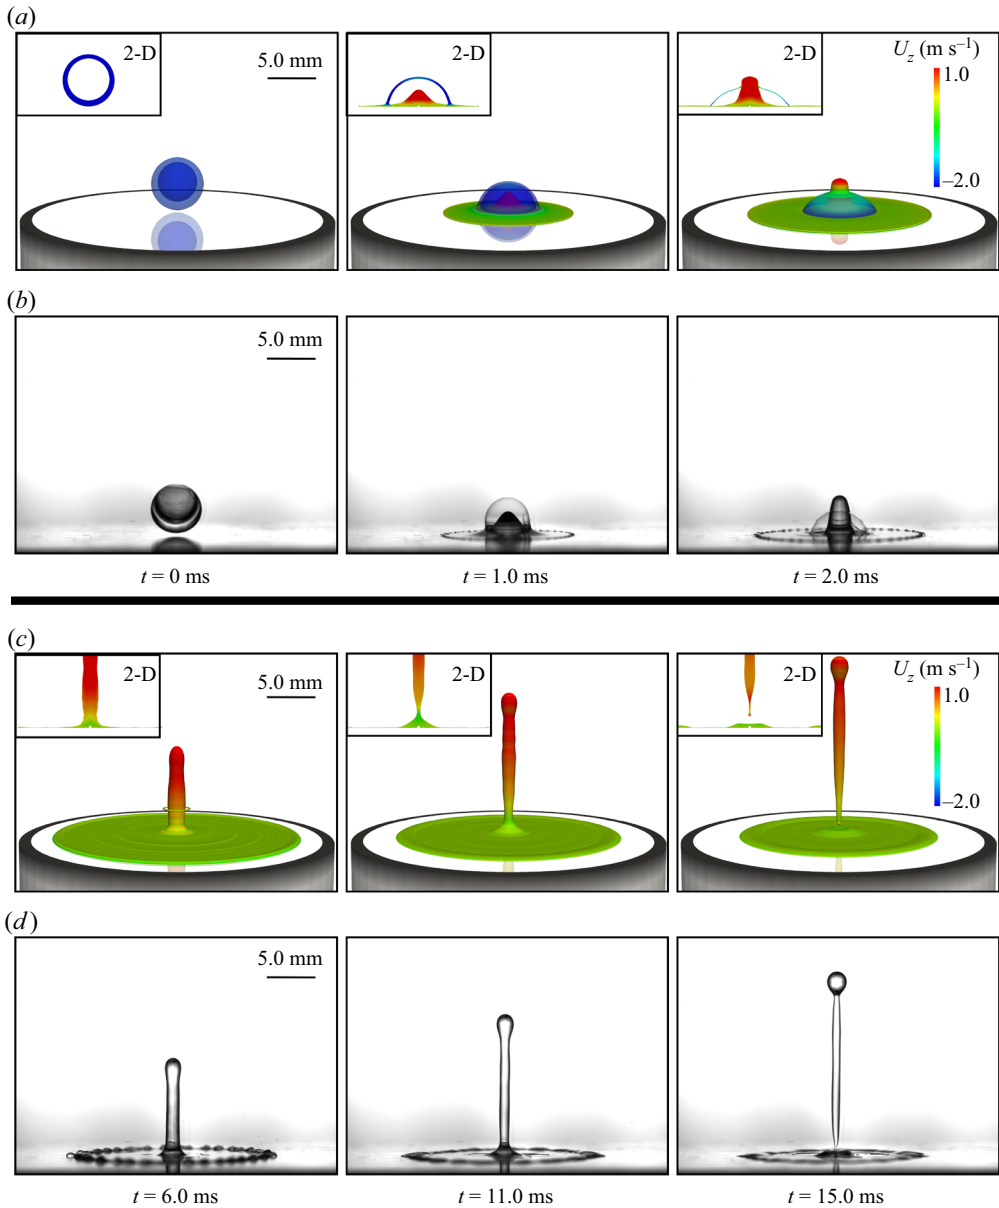 (a)
2-D
5.0 mm
2-D
2-D
U_z (m s⁻¹)
1.0
–2.0
(b)
5.0 mm
t = 0 ms
t = 1.0 ms
t = 2.0 ms
(c)
2-D
5.0 mm
2-D
2-D
U_z (m s⁻¹)
1.0
–2.0
(d)
5.0 mm
t = 6.0 ms
t = 11.0 ms
t = 15.0 ms